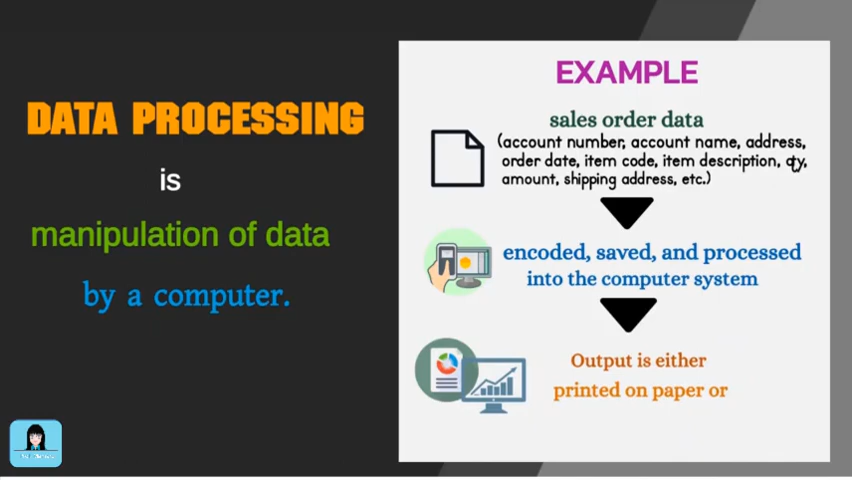 DATA PROCESSING
is
manipulation of data
by a computer.
EXAMPLE
sales order data
(account number, account name, address,
order date, item code, item description, qty,
amount, shipping address, etc.)
encoded, saved, and processed
into the computer system
Output is either
printed on paper or